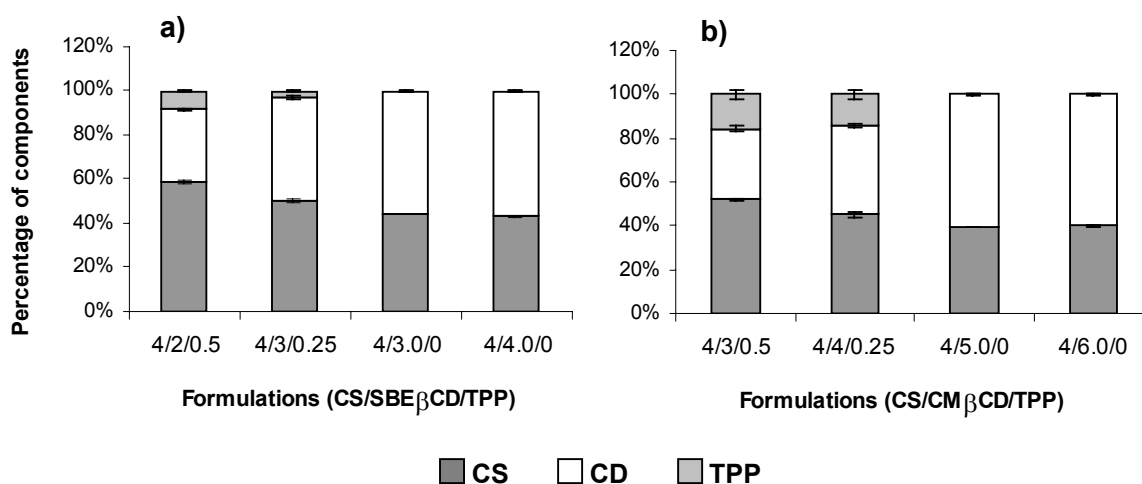 a)
120%
100%
80%
60%
40%
20%
0%
Percentage of components
4/2/0.5 4/3/0.25 4/3.0/0 4/4.0/0
Formulations (CS/SBEβCD/TPP)
b)
120%
100%
80%
60%
40%
20%
0%
4/3/0.5 4/4/0.25 4/5.0/0 4/6.0/0
Formulations (CS/CMβCD/TPP)
CS CD TPP